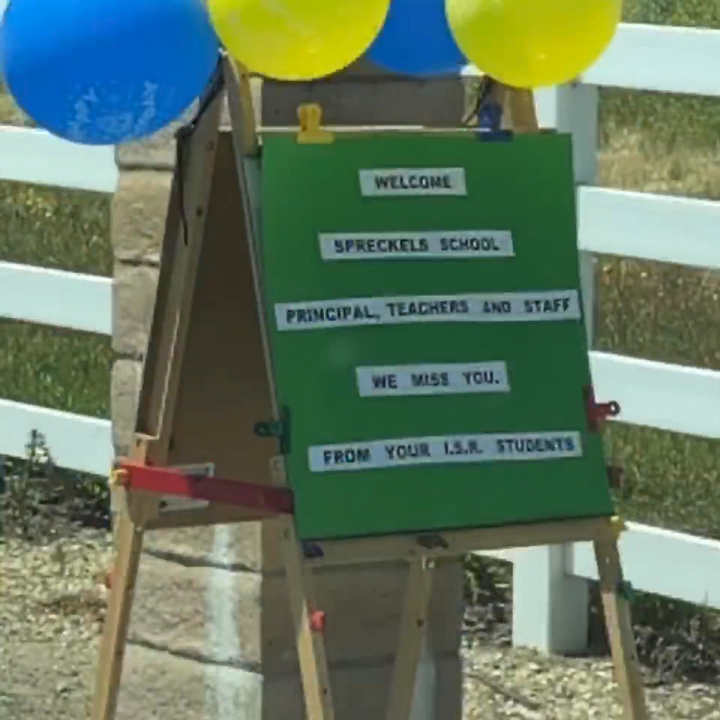 WELCOME
SPRECKELS SCHOOL
PRINCIPAL, TEACHERS AND STAFF
WE MISS YOU.
FROM YOUR I.S.R. STUDENTS